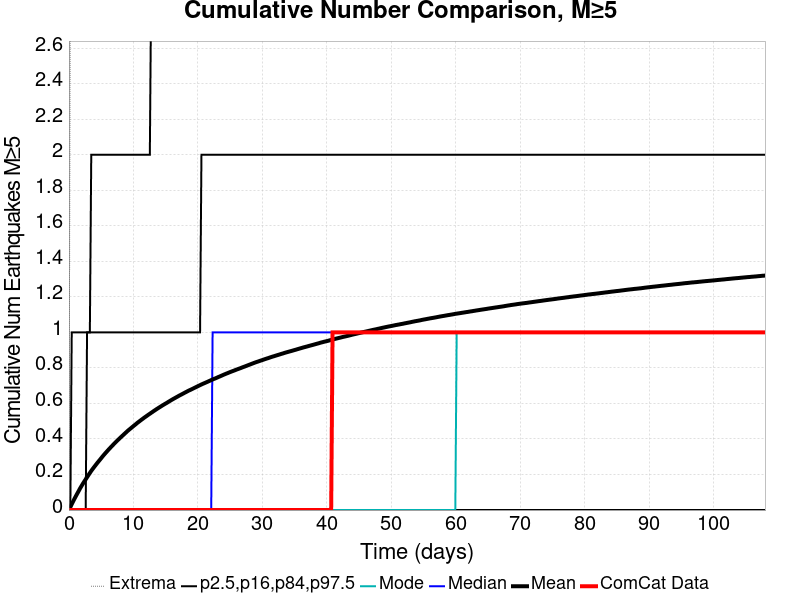 Cumulative Number Comparison, M≥5
Cumulative Num Earthquakes M≥5
2.6
2.4
2.2
2
1.8
1.6
1.4
1.2
1
0.8
0.6
0.4
0.2
0
0 10 20 30 40 50 60 70 80 90 100
Time (days)
Extrema p2.5,p16,p84,p97.5 Mode Median Mean ComCat Data